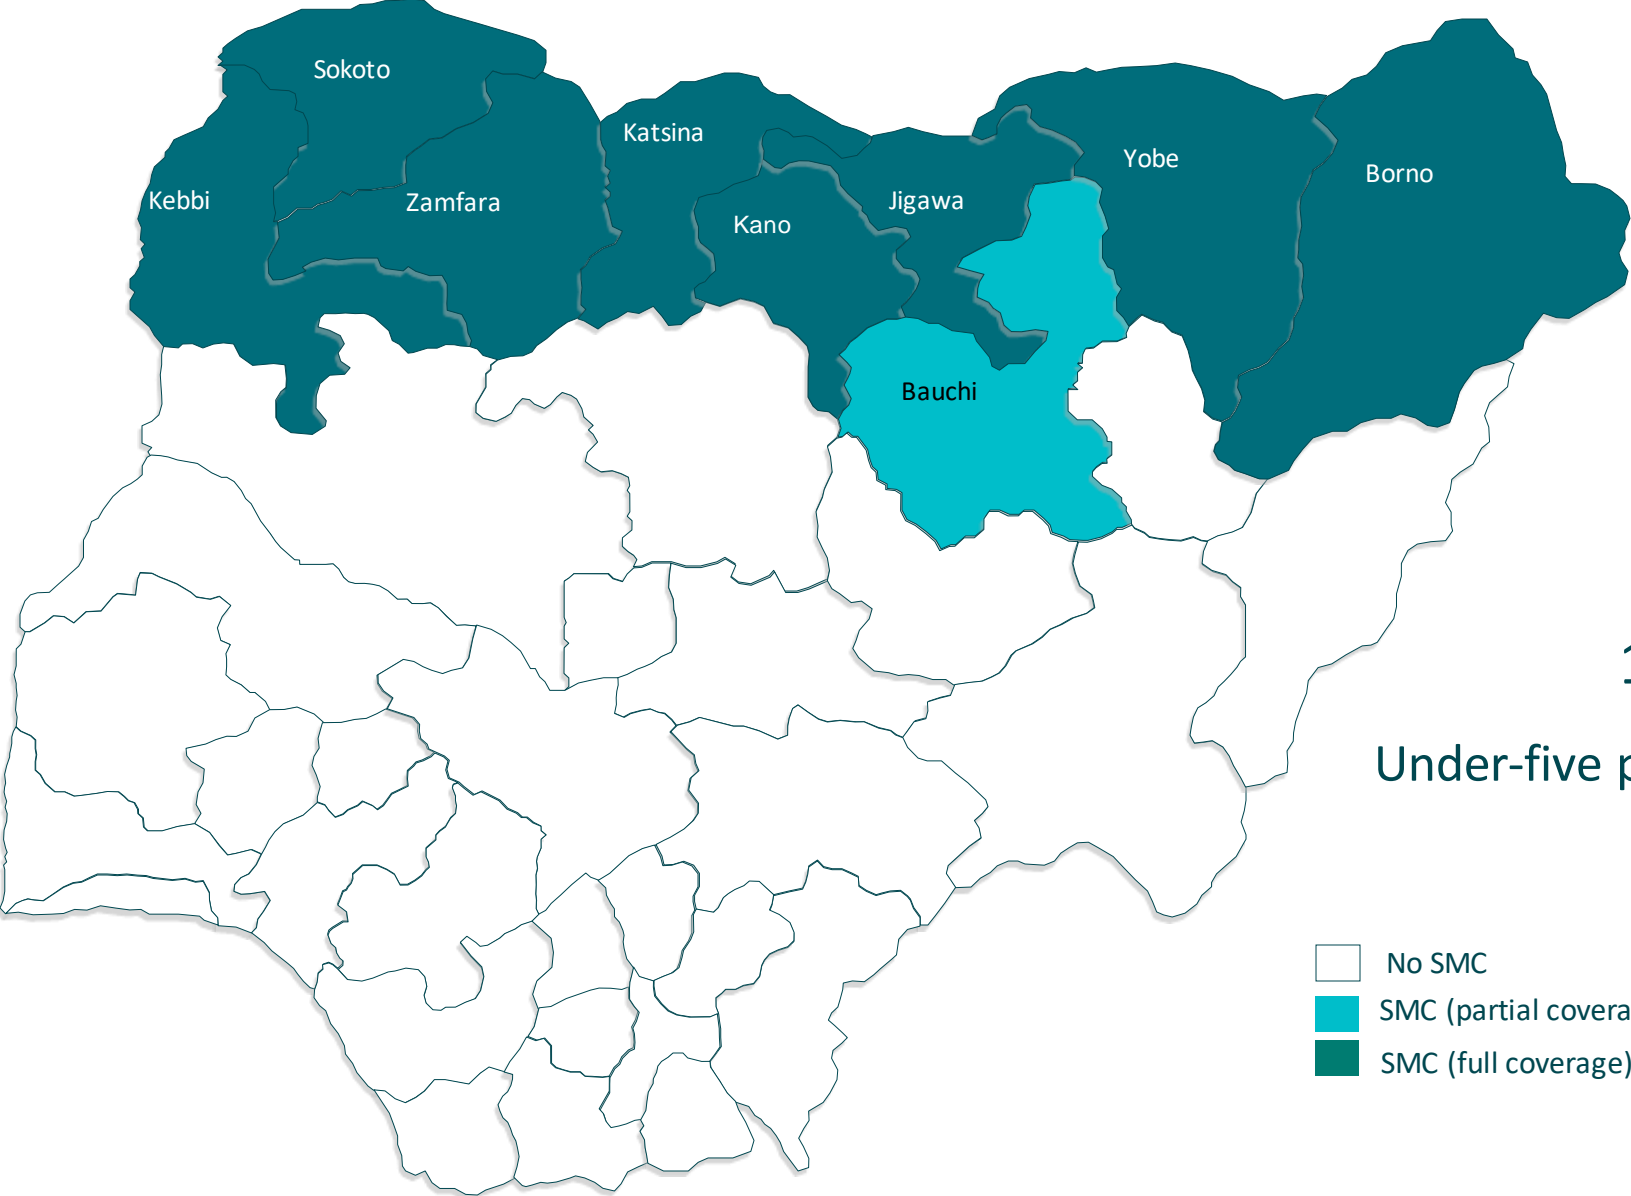 Sokoto
Katsina
Yobe
Borno
Kebbi
Zamfara
Jigawa
Kano
Bauchi
Under-five
No SMC
SMC (partial
SMC (full coverage)